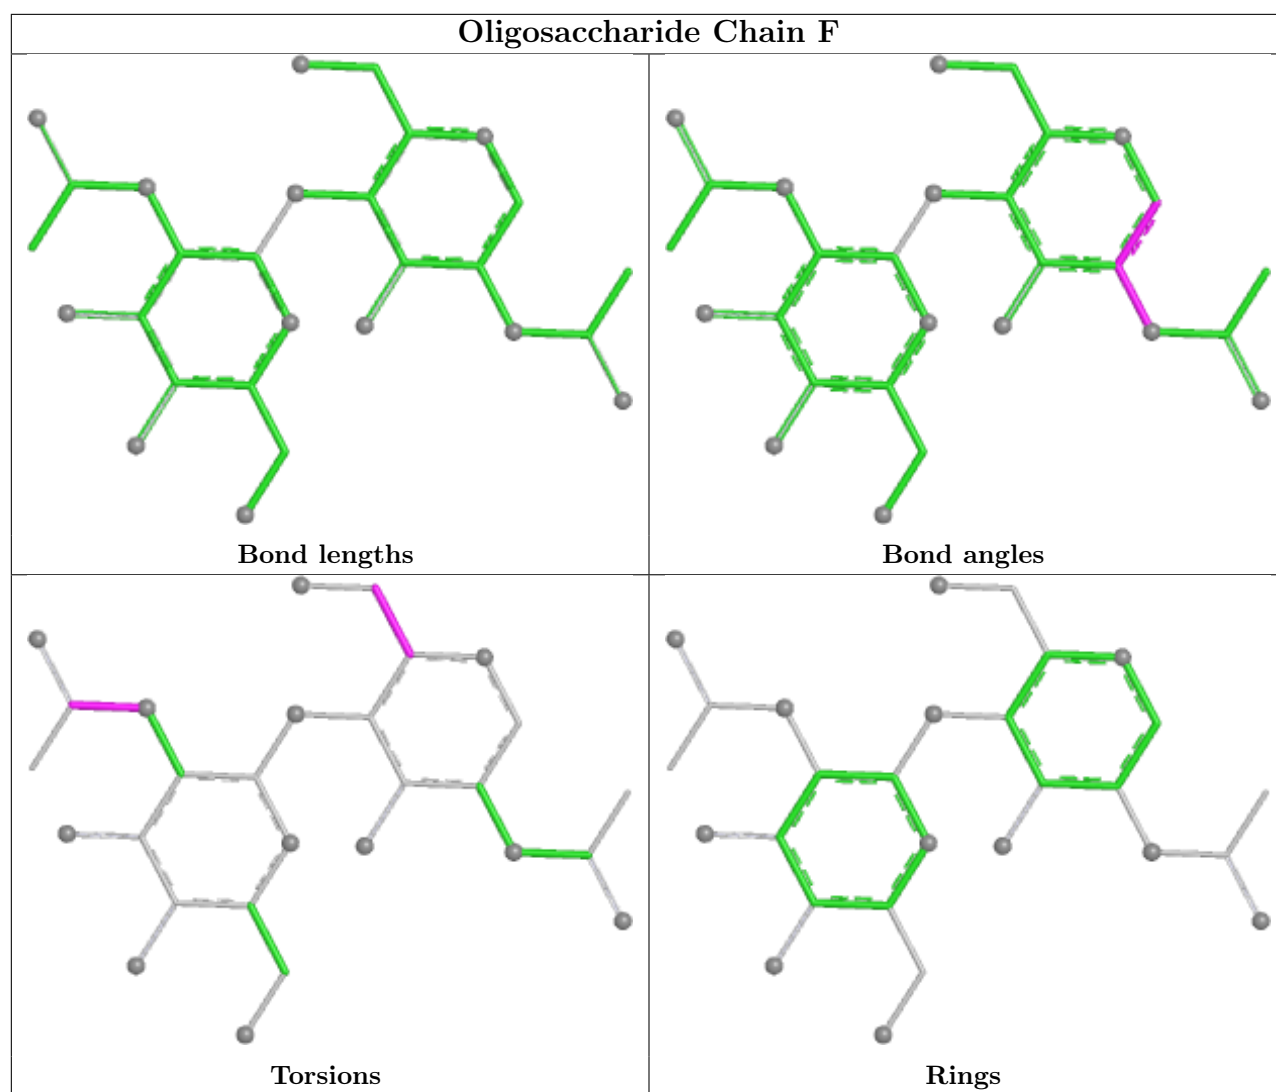 Oligosaccharide Chain F
Bond lengths
Bond angles
Torsions
Rings